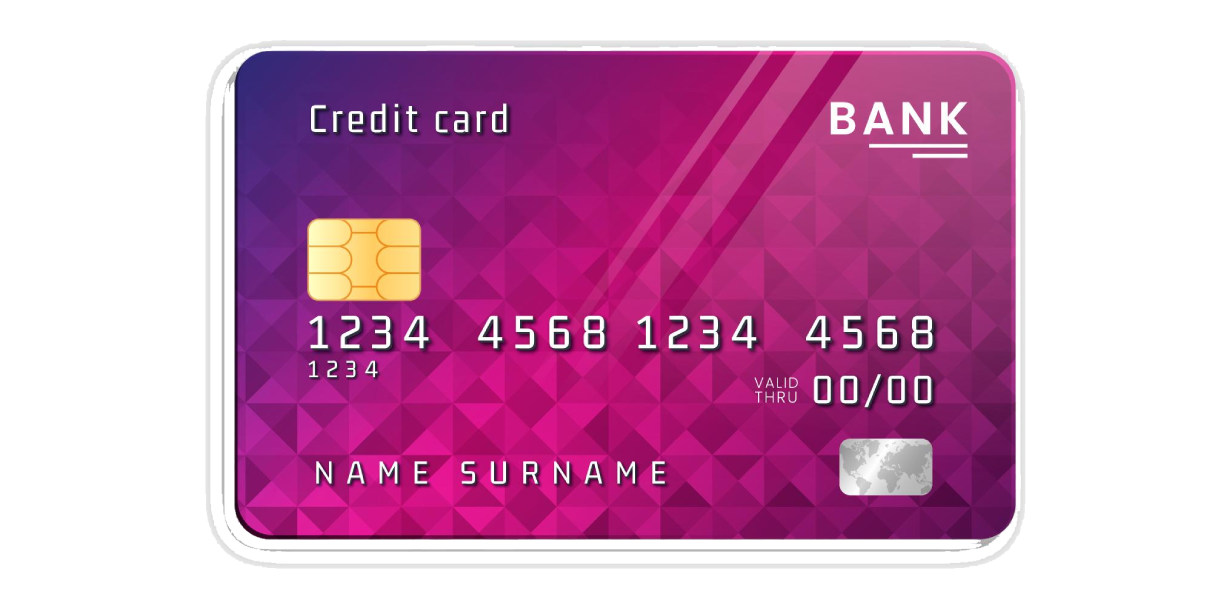 Credit card
BANK
1234 4568 1234 4568
1234
VALID
THRU 00/00
NAME SURNAME